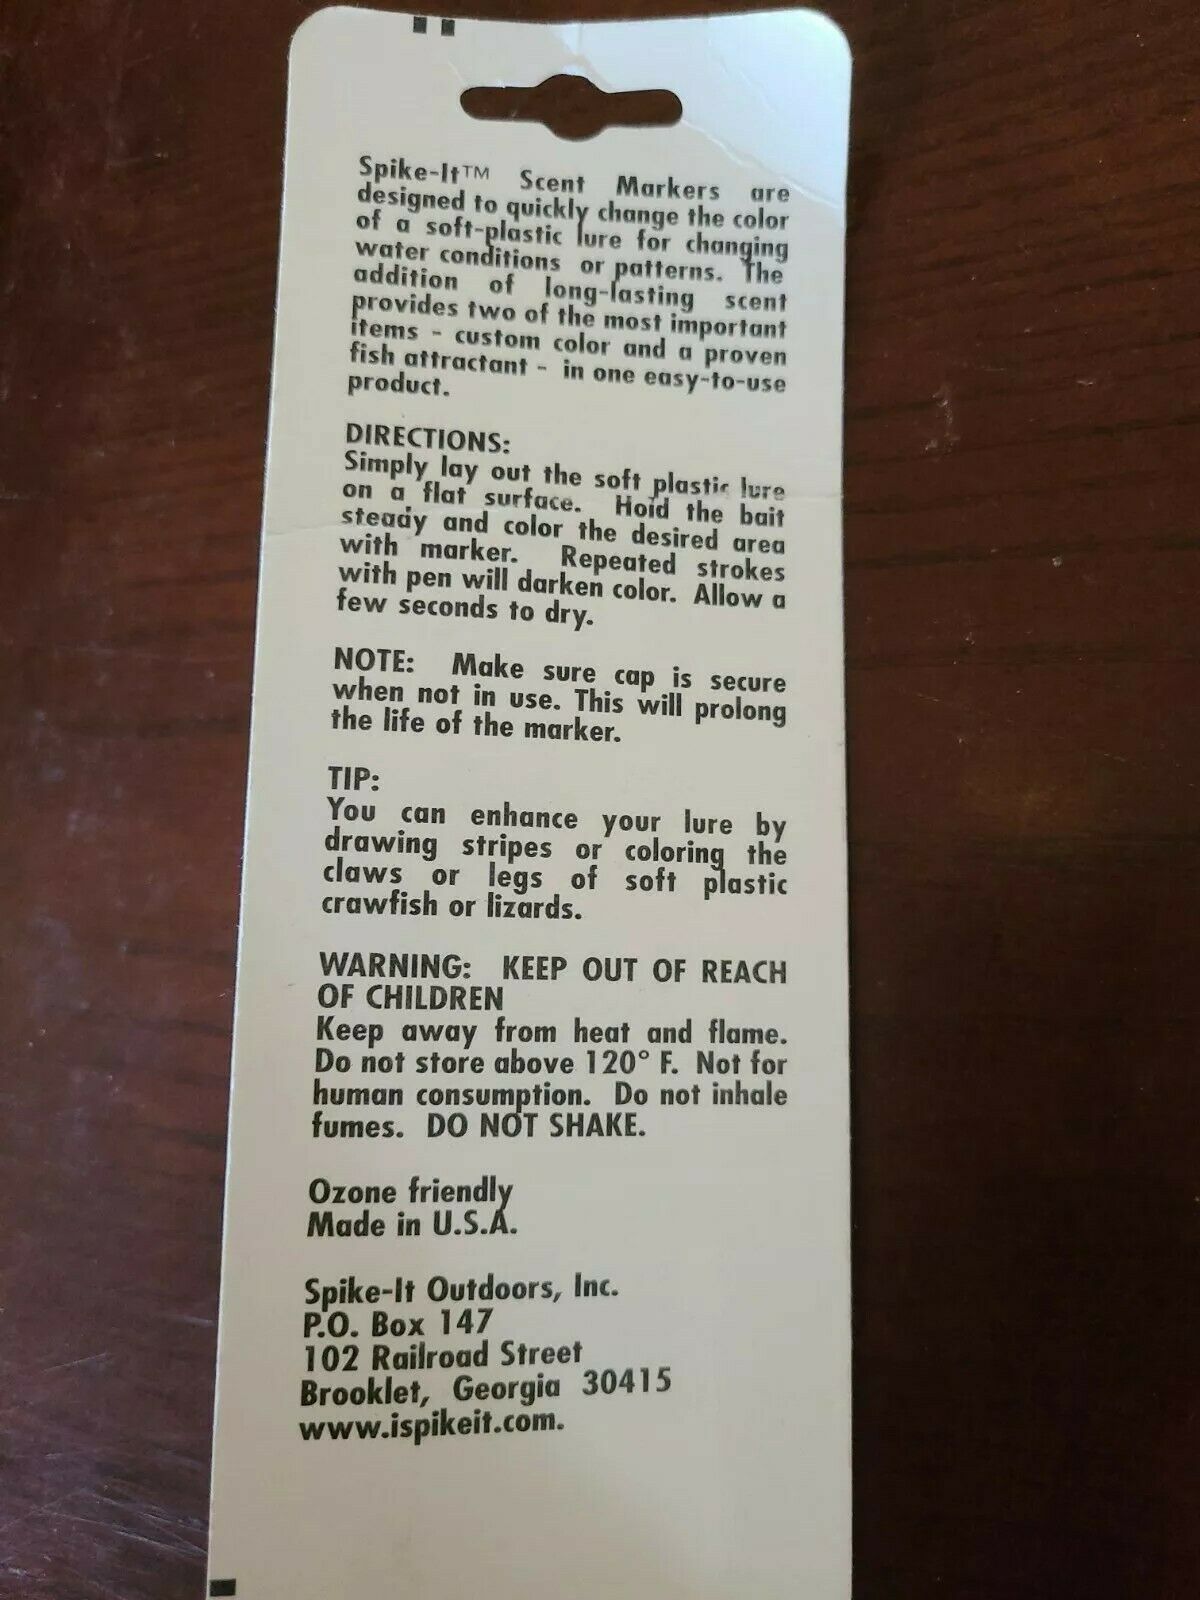 Spike-It™ Scent Markers are
designed to quickly change the color
of a soft-plastic lure for changing
water conditions or patterns. The
addition of long-lasting scent
provides two of the most important
items - custom color and a proven
fish attractant - in one easy-to-use
product.
DIRECTIONS:
Simply lay out the soft plastic lure
on a flat surface. Hold the bait
steady and color the desired area
with marker. Repeated strokes
with pen will darken color. Allow a
few seconds to dry.
NOTE: Make sure cap is secure
when not in use. This will prolong
the life of the marker.
TIP:
You can enhance your lure by
drawing stripes or coloring the
claws or legs of soft plastic
crawfish or lizards.
WARNING: KEEP OUT OF REACH
OF CHILDREN
Keep away from heat and flame.
Do not store above 120° F. Not for
human consumption. Do not inhale
fumes. DO NOT SHAKE.
Ozone friendly
Made in U.S.A.
Spike-It Outdoors, Inc.
P.O. Box 147
102 Railroad Street
Brooklet, Georgia 30415
www.ispikeit.com.